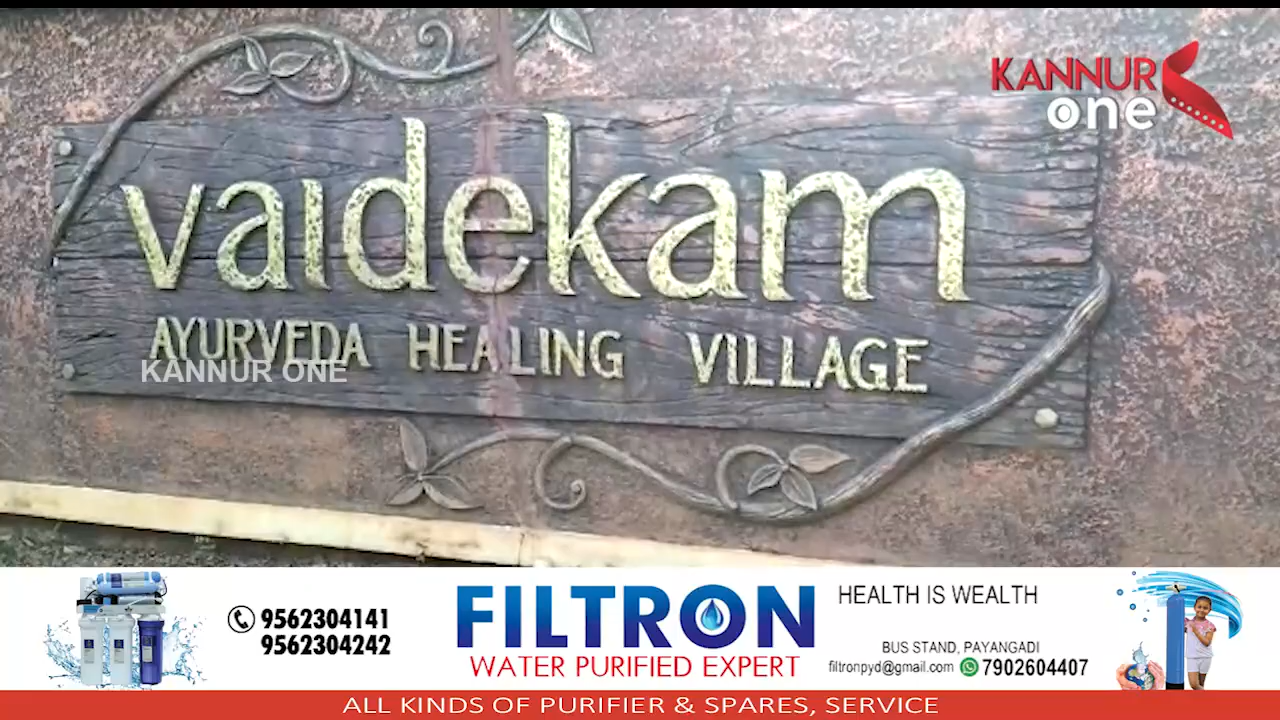 KANNUR
one
vaidekam
AYURVEDA HEALING VILLAGE
KANNUR ONE
9562304141
9562304242
FILTRON
WATER PURIFIED EXPERT
HEALTH IS WEALTH
BUS STAND, PAYANGADI
filtronpyd@gmail.com 7902604407
ALL KINDS OF PURIFIER & SPARES, SERVICE